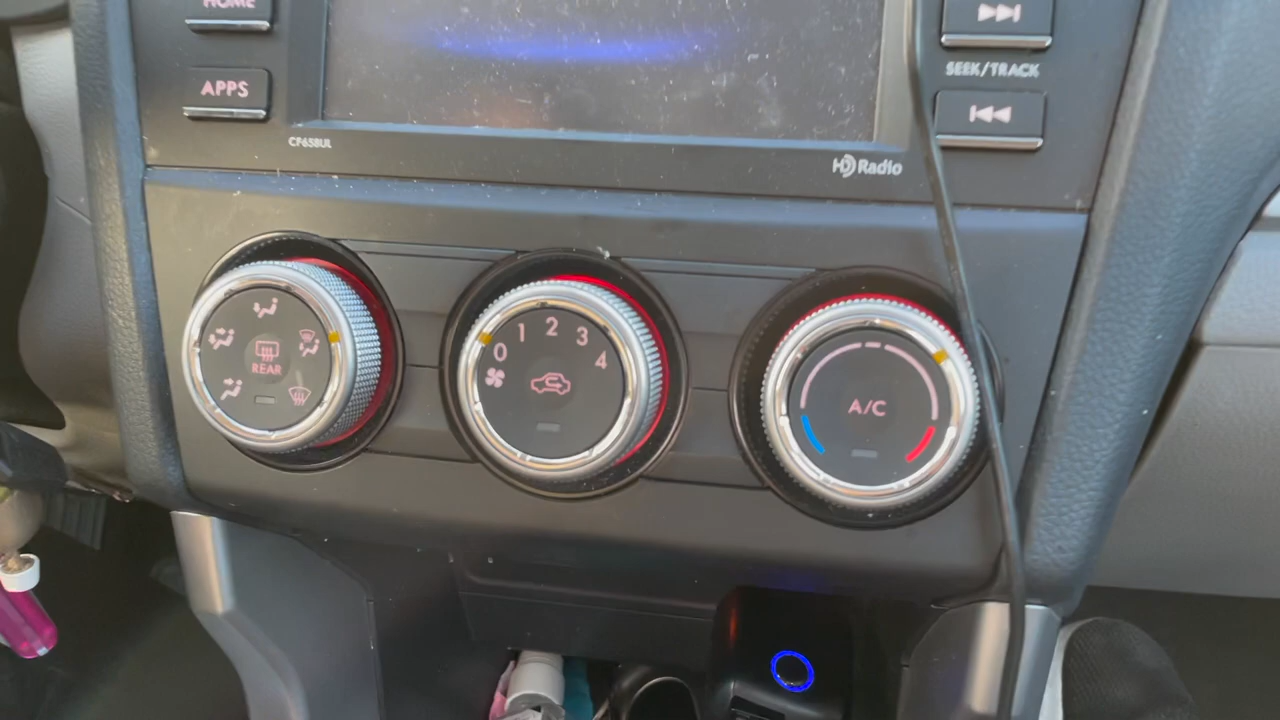 HOME
APPS
SEEK/TRACK
CF658UL
HD Radio
REAR
0 1 2 3 4
A/C